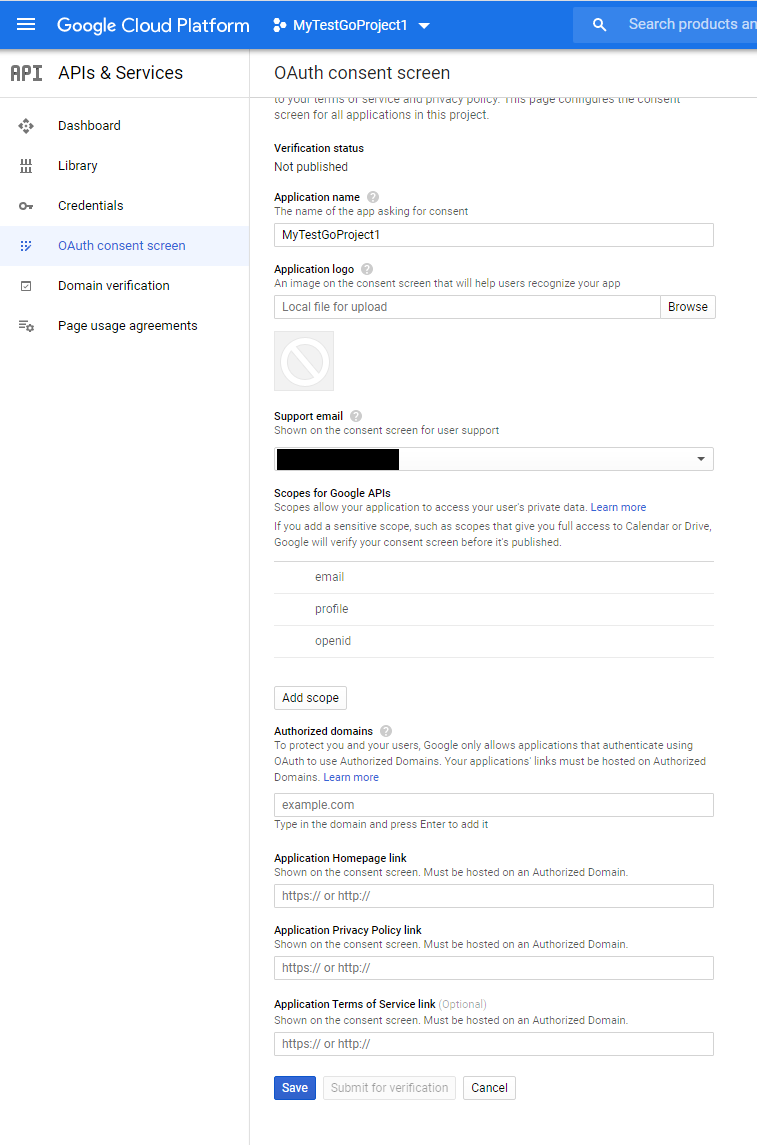 Google Cloud Platform
MyTestGoProject1
Search products an
API
APIs & Services
OAuth consent screen
Dashboard
Library
Credentials
OAuth consent screen
Domain verification
Page usage agreements
to your terms of service and privacy policy. This page configures the consent
screen for all applications in this project.
Verification status
Not published
Application name ?
The name of the app asking for consent
MyTestGoProject1
Application logo ?
An image on the consent screen that will help users recognize your app
Local file for upload
Browse
Support email ?
Shown on the consent screen for user support
Scopes for Google APIs
Scopes allow your application to access your user's private data. Learn more
If you add a sensitive scope, such as scopes that give you full access to Calendar or Drive,
Google will verify your consent screen before it's published.
email
profile
openid
Add scope
Authorized domains ?
To protect you and your users, Google only allows applications that authenticate using
OAuth to use Authorized Domains. Your applications' links must be hosted on Authorized
Domains. Learn more
example.com
Type in the domain and press Enter to add it
Application Homepage link
Shown on the consent screen. Must be hosted on an Authorized Domain.
https:// or http://
Application Privacy Policy link
Shown on the consent screen. Must be hosted on an Authorized Domain.
https:// or http://
Application Terms of Service link (Optional)
Shown on the consent screen. Must be hosted on an Authorized Domain.
https:// or http://
Save
Submit for verification
Cancel